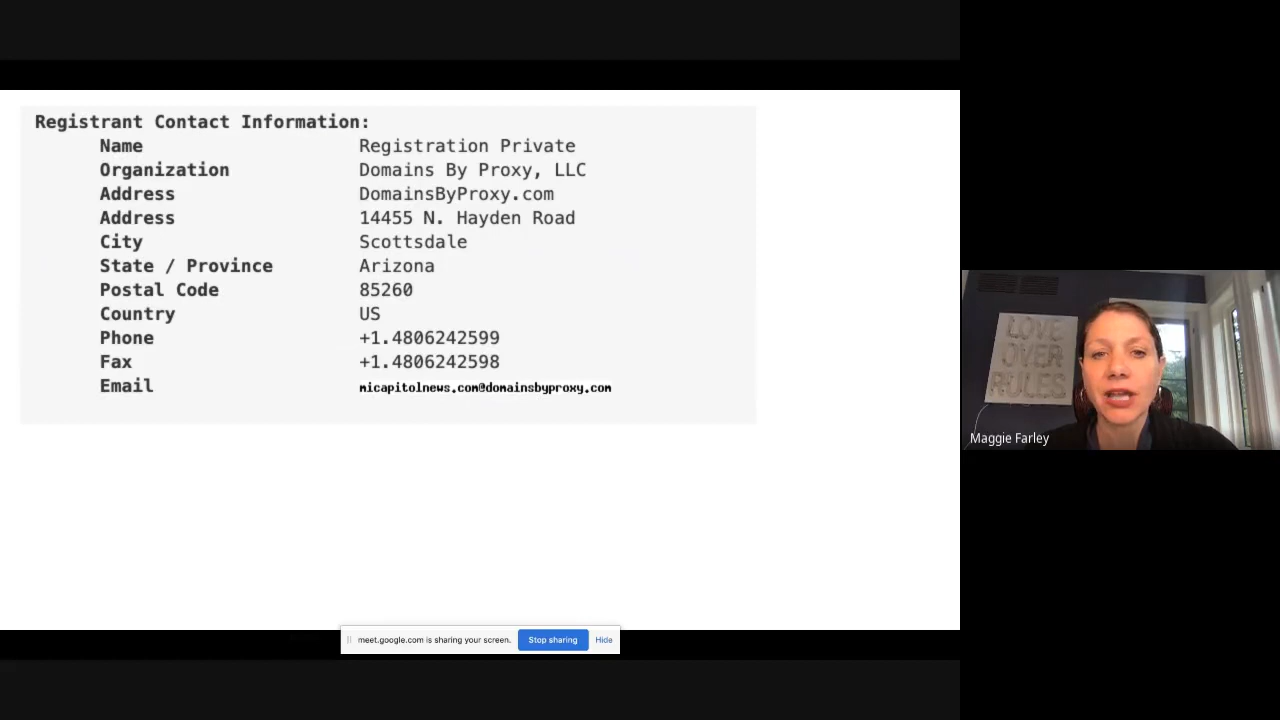 Registrant Contact Information:
Name Registration Private
Organization Domains By Proxy, LLC
Address DomainsByProxy.com
Address 14455 N. Hayden Road
City Scottsdale
State / Province Arizona
Postal Code 85260
Country US
Phone +1.4806242599
Fax +1.4806242598
Email micapitolnews.com@domainsbyproxy.com
LOVE
OVER
RULES
Maggie Farley
meet.google.com is sharing your screen. Stop sharing Hide